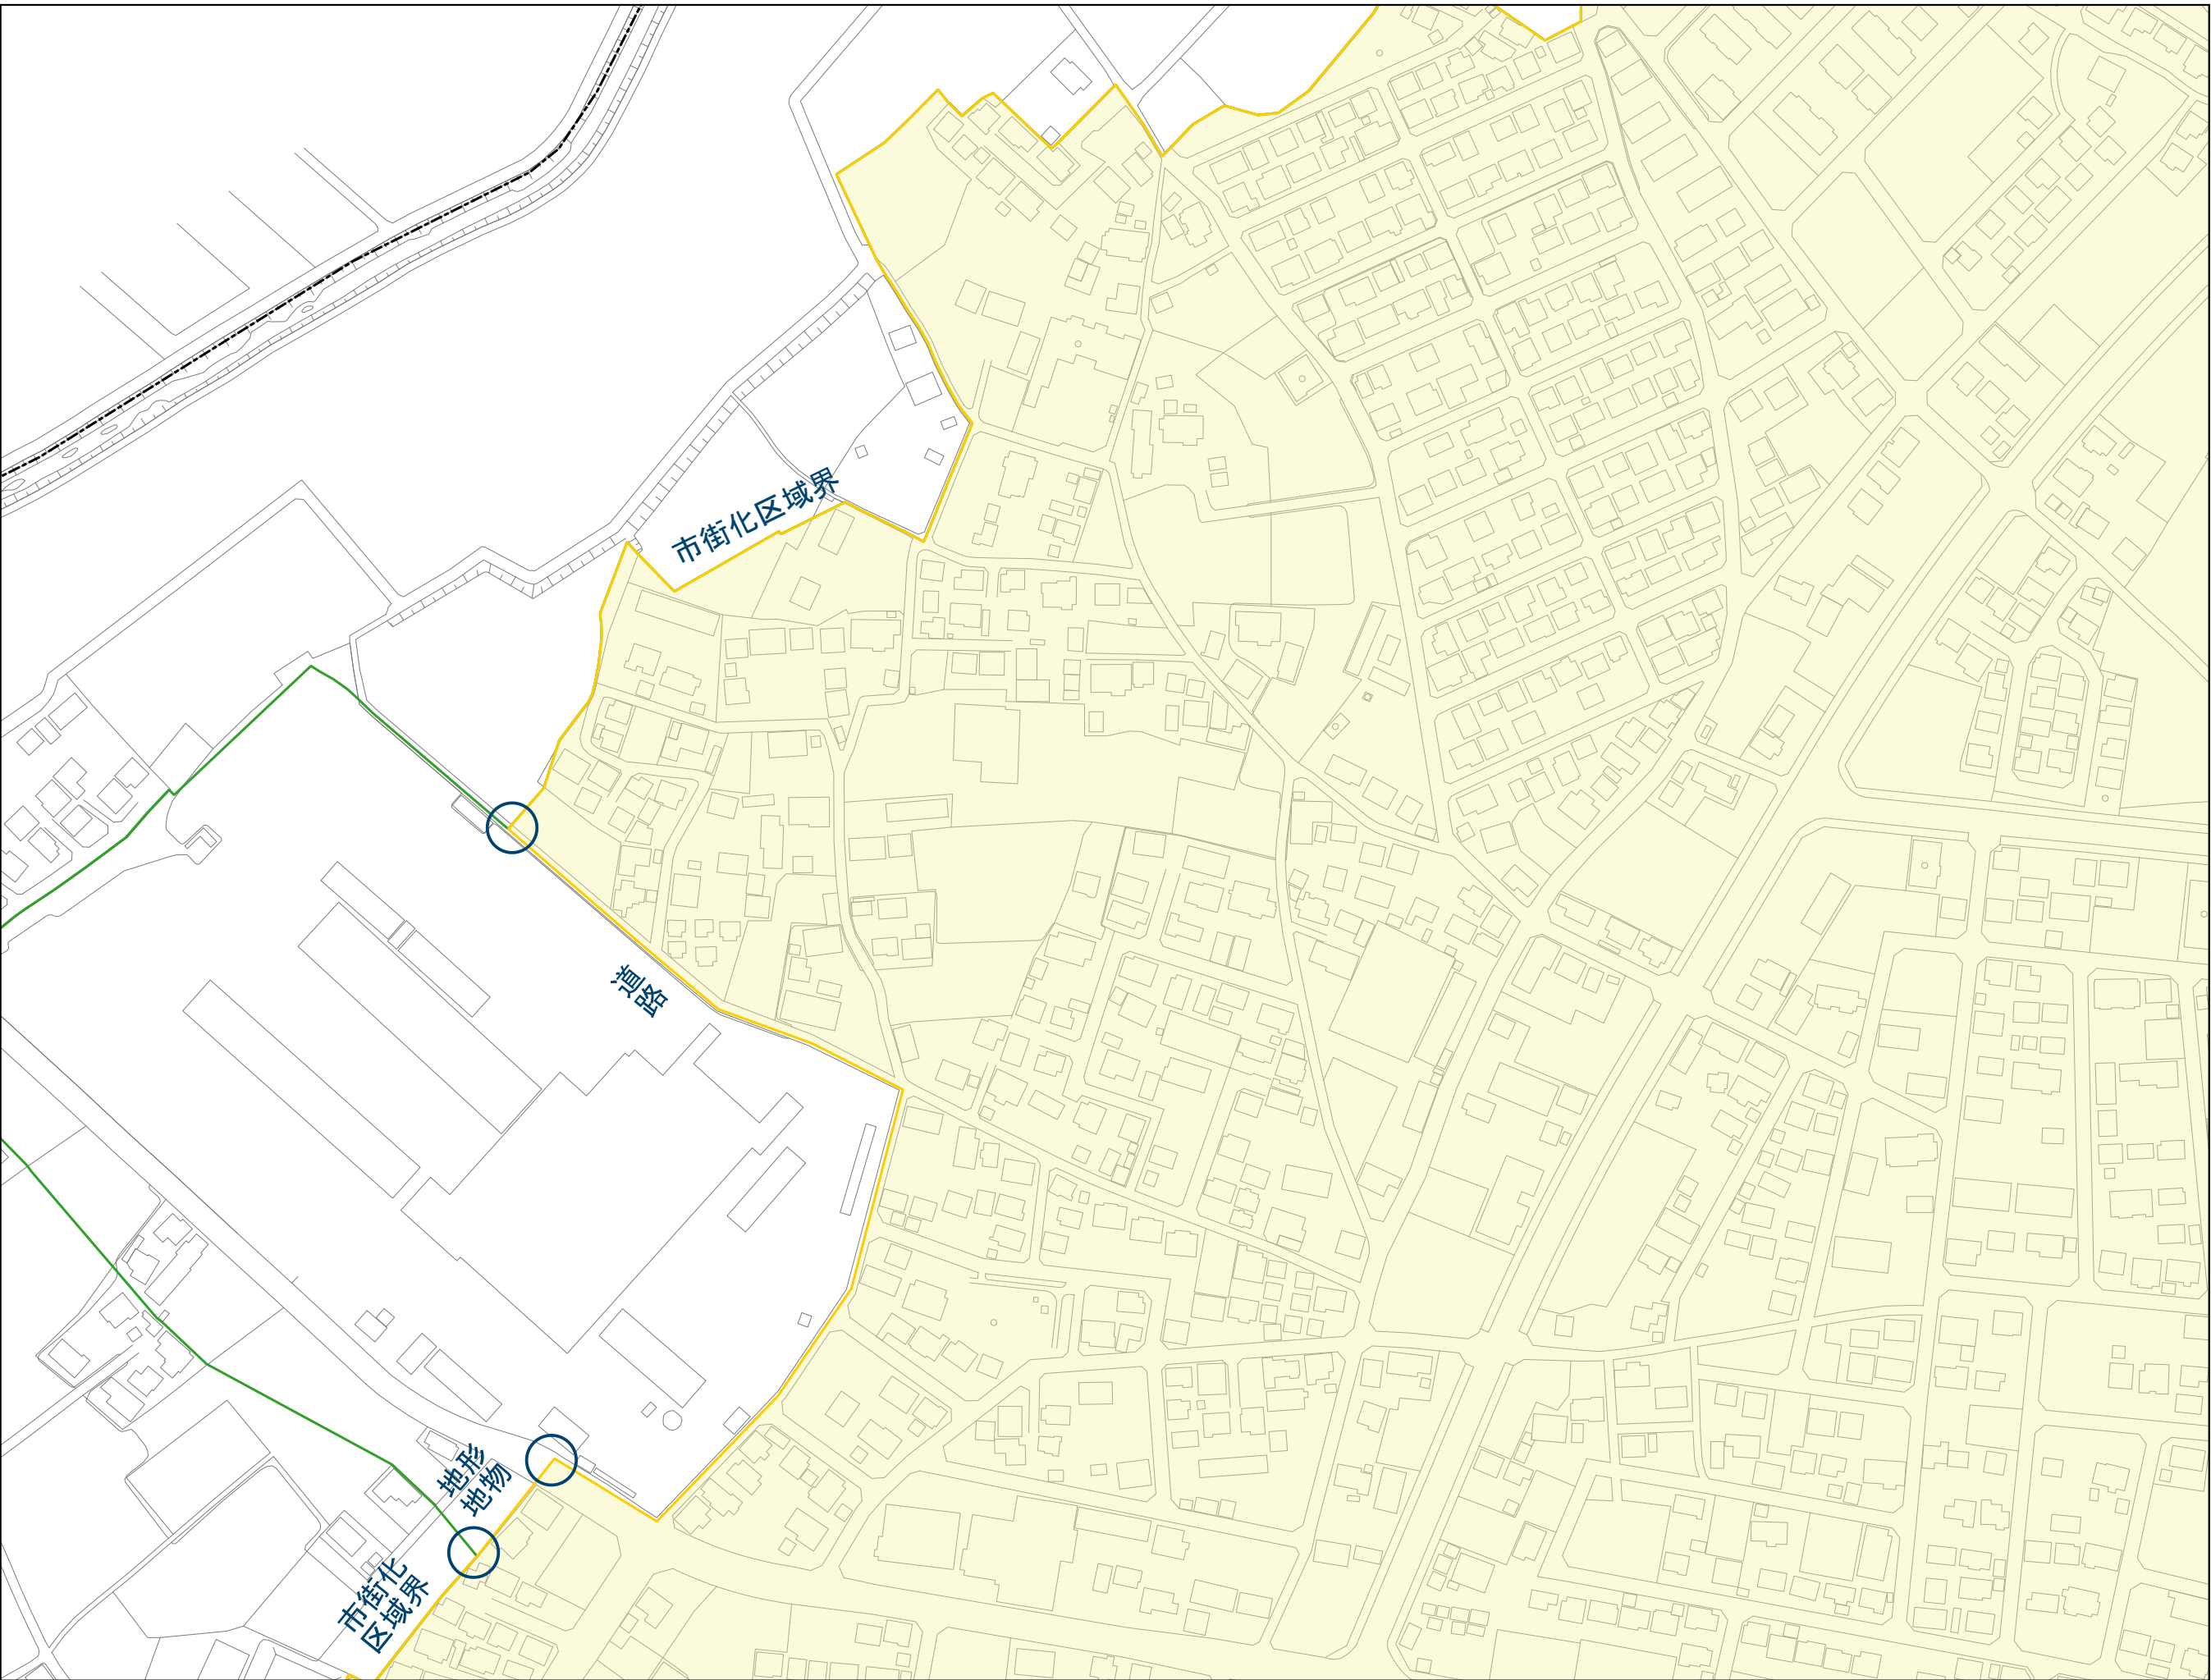 市街化区域界
道路
地形
地物
市街化
区域界